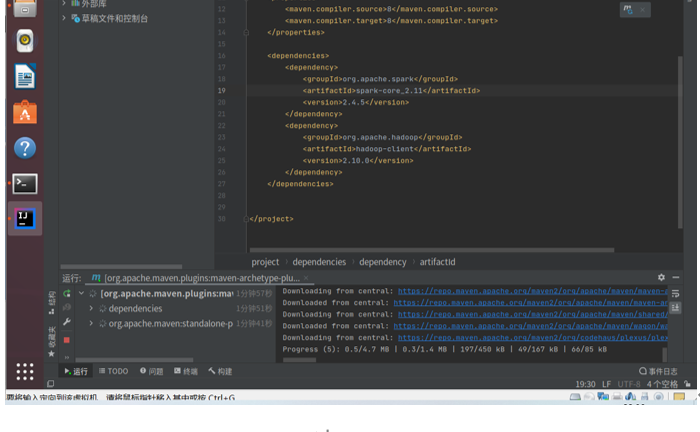 外部库
草稿文件和控制台
12 <maven.compiler.source>8</maven.compiler.source>
13 <maven.compiler.target>8</maven.compiler.target>
14 </properties>
15
16 <dependencies>
17 <dependency>
18 <groupId>org.apache.spark</groupId>
19 <artifactId>spark-core_2.11</artifactId>
20 <version>2.4.5</version>
21 </dependency>
22 <dependency>
23 <groupId>org.apache.hadoop</groupId>
24 <artifactId>hadoop-client</artifactId>
25 <version>2.10.0</version>
26 </dependency>
27 </dependencies>
28
29
30 </project>
project › dependencies › dependency › artifactId
运行: m [org.apache.maven.plugins:maven-archetype-plu...
[org.apache.maven.plugins:mav 1分钟57秒
dependencies 1分钟51秒
org.apache.maven:standalone-p 1分钟41秒
Downloading from central: https://repo.maven.apache.org/maven2/org/apache/maven/maven-
Downloaded from central: https://repo.maven.apache.org/maven2/org/apache/maven/maven-ar
Downloading from central: https://repo.maven.apache.org/maven2/org/apache/maven/shared/
Downloading from central: https://repo.maven.apache.org/maven2/org/apache/maven/wagon/w
Downloading from central: https://repo.maven.apache.org/maven2/org/codehaus/plexus/plex
Progress (5): 0.5/4.7 MB | 0.3/1.4 MB | 197/450 kB | 49/167 kB | 66/85 kB
结构
收藏夹
运行 TODO 问题 终端 构建 事件日志
19:30 LF UTF-8 4个空格
要将输入定向到该虚拟机，请将鼠标指针移入其中或按 Ctrl+G